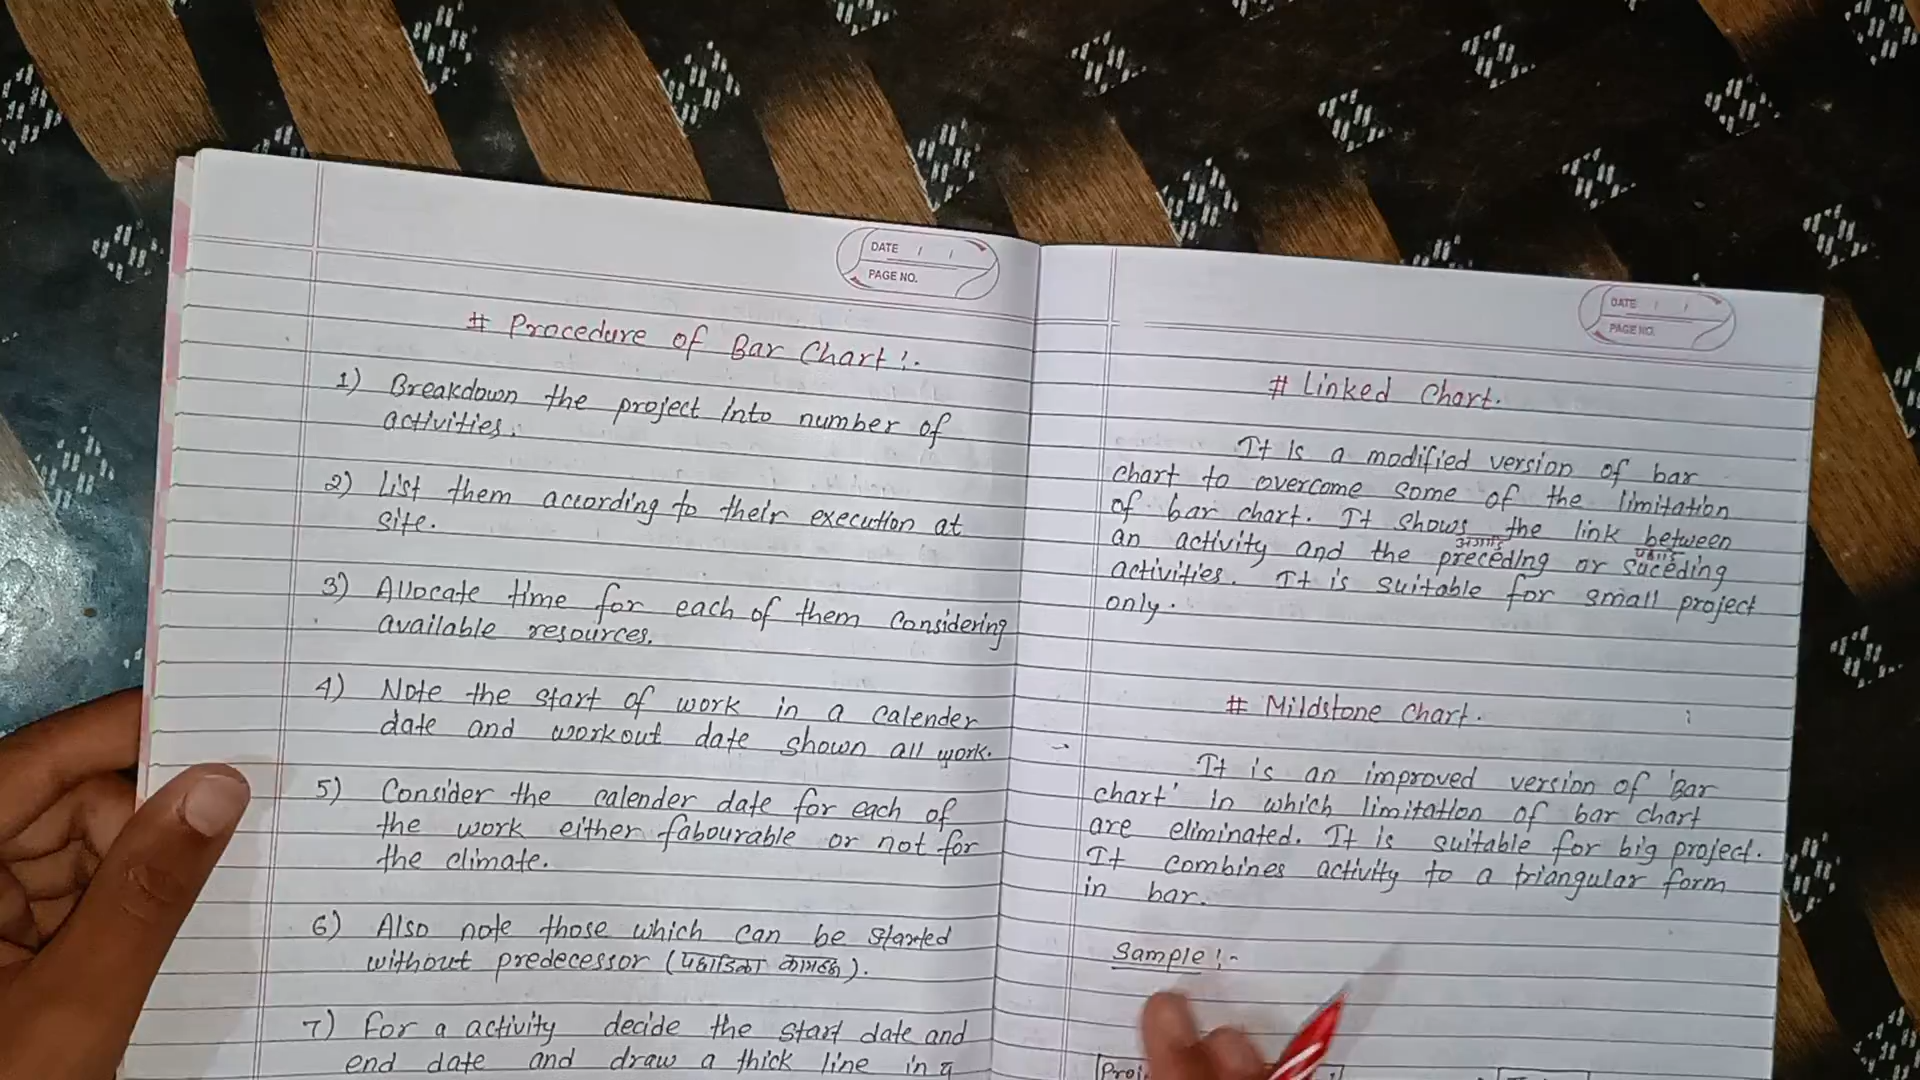 DATE / /
PAGE NO.
# Procedure of Bar Chart :-
1) Breakdown the project into number of
activities.
2) List them according to their execution at
site.
3) Allocate time for each of them considering
available resources.
4) Note the start of work in a calender
date and workout date shown all work.
5) Consider the calender date for each of
the work either fabourable or not for
the climate.
6) Also note those which can be started
without predecessor (
7) for a activity decide the start date and
end date and draw a thick line in a
DATE / /
PAGE NO.
# Linked Chart.
It is a modified version of bar
chart to overcome some of the limitation
of bar chart. It shows the link between
an activity and the preceding or suceding
activities. It is suitable for small project
only.
# Mildstone Chart.
It is an improved version of 'Bar
chart' in which limitation of bar chart
are eliminated. It is suitable for big project.
It combines activity to a triangular form
in bar.
Sample :-